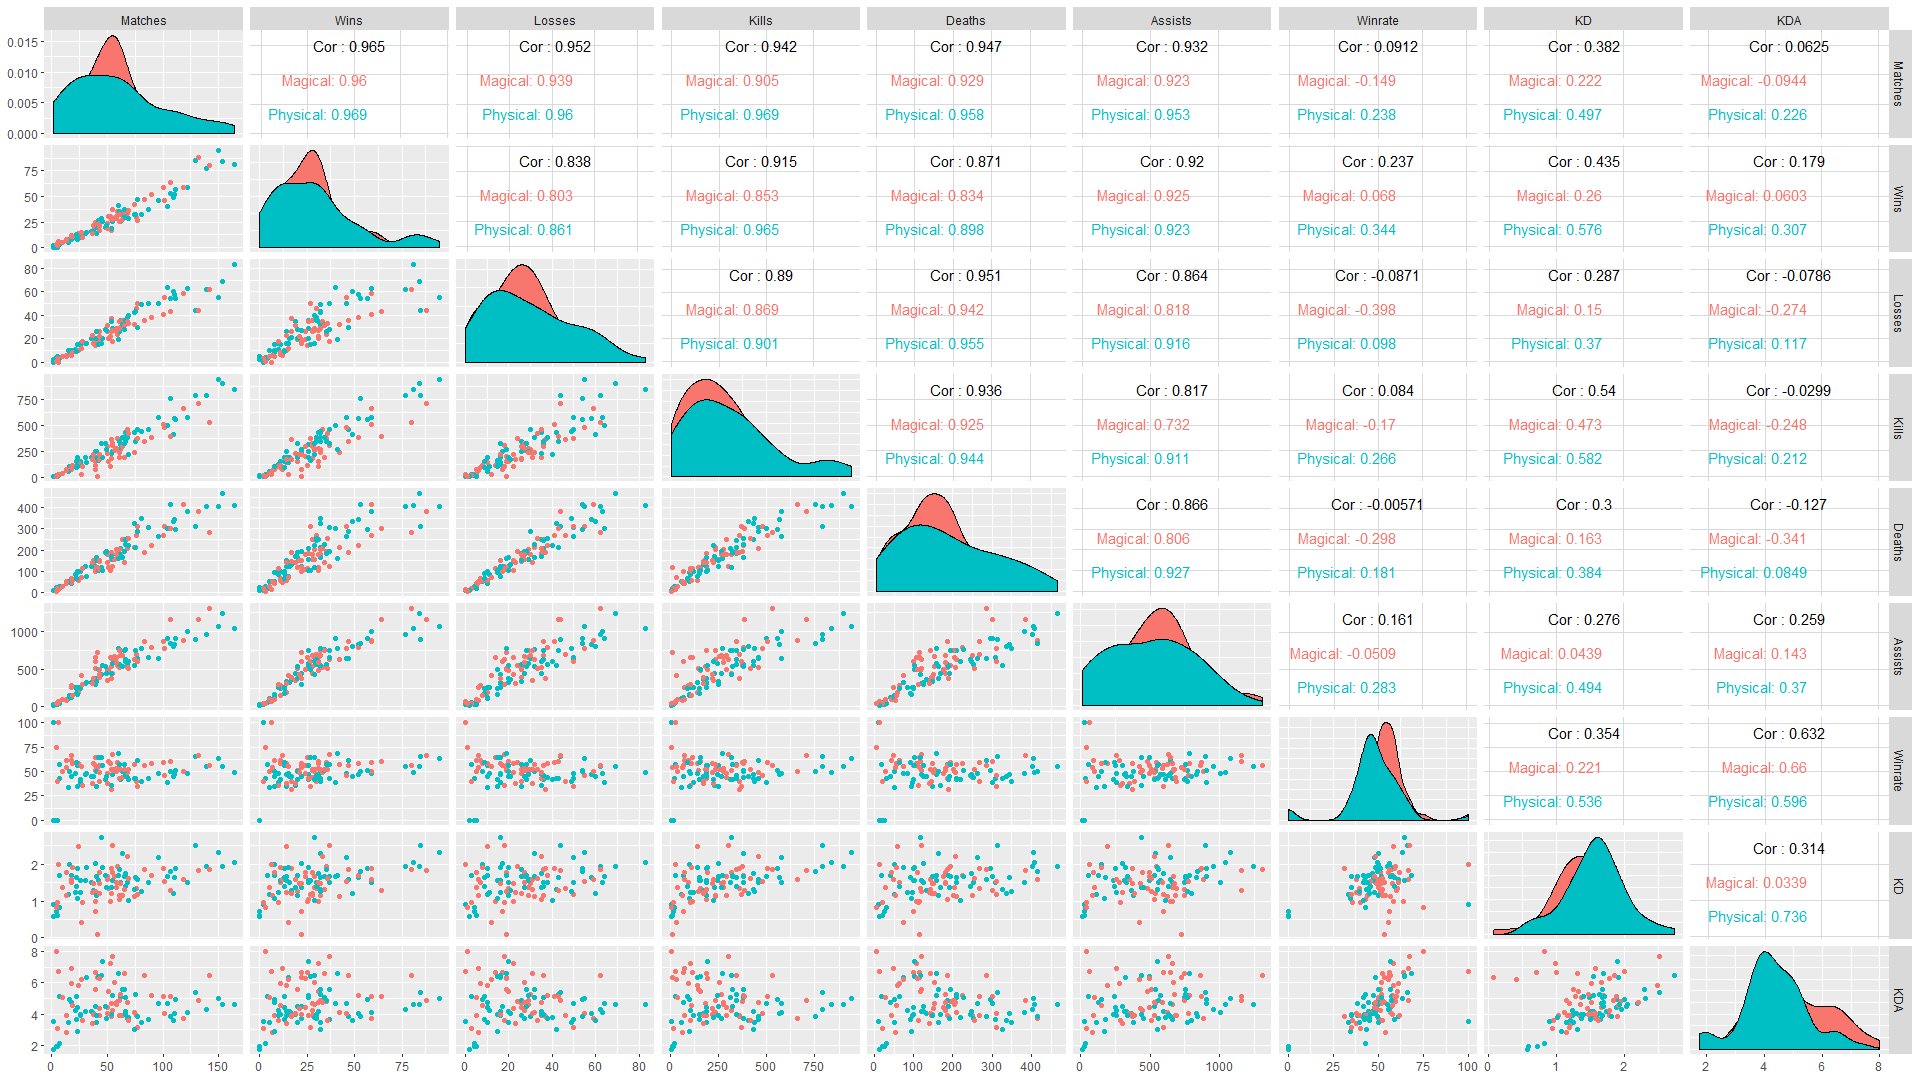 Matches Wins Losses Kills Deaths Assists Winrate KD KDA
0.015
0.010
0.005
0.000
Cor : 0.965 Cor : 0.952 Cor : 0.942 Cor : 0.947 Cor : 0.932 Cor : 0.0912 Cor : 0.382 Cor : 0.0625
Magical: 0.96 Magical: 0.939 Magical: 0.905 Magical: 0.929 Magical: 0.923 Magical: -0.149 Magical: 0.222 Magical: -0.0944
Physical: 0.969 Physical: 0.96 Physical: 0.969 Physical: 0.958 Physical: 0.953 Physical: 0.238 Physical: 0.497 Physical: 0.226
Matches
75
50
25
0
Cor : 0.838 Cor : 0.915 Cor : 0.871 Cor : 0.92 Cor : 0.237 Cor : 0.435 Cor : 0.179
Magical: 0.803 Magical: 0.853 Magical: 0.834 Magical: 0.925 Magical: 0.068 Magical: 0.26 Magical: 0.0603
Physical: 0.861 Physical: 0.965 Physical: 0.898 Physical: 0.923 Physical: 0.344 Physical: 0.576 Physical: 0.307
Wins
80
60
40
20
0
Cor : 0.89 Cor : 0.951 Cor : 0.864 Cor : -0.0871 Cor : 0.287 Cor : -0.0786
Magical: 0.869 Magical: 0.942 Magical: 0.818 Magical: -0.398 Magical: 0.15 Magical: -0.274
Physical: 0.901 Physical: 0.955 Physical: 0.916 Physical: 0.098 Physical: 0.37 Physical: 0.117
Losses
750
500
250
0
Cor : 0.936 Cor : 0.817 Cor : 0.084 Cor : 0.54 Cor : -0.0299
Magical: 0.925 Magical: 0.732 Magical: -0.17 Magical: 0.473 Magical: -0.248
Physical: 0.944 Physical: 0.911 Physical: 0.266 Physical: 0.582 Physical: 0.212
Kills
400
300
200
100
0
Cor : 0.866 Cor : -0.00571 Cor : 0.3 Cor : -0.127
Magical: 0.806 Magical: -0.298 Magical: 0.163 Magical: -0.341
Physical: 0.927 Physical: 0.181 Physical: 0.384 Physical: 0.0849
Deaths
1000
500
0
Cor : 0.161 Cor : 0.276 Cor : 0.259
Magical: -0.0509 Magical: 0.0439 Magical: 0.143
Physical: 0.283 Physical: 0.494 Physical: 0.37
Assists
100
75
50
25
0
Cor : 0.354 Cor : 0.632
Magical: 0.221 Magical: 0.66
Physical: 0.536 Physical: 0.596
Winrate
2
1
0
Cor : 0.314
Magical: 0.0339
Physical: 0.736
KD
8
6
4
2
KDA
0 50 100 150 0 25 50 75 0 20 40 60 80 0 250 500 750 0 100 200 300 400 0 500 1000 0 25 50 75 100 0 1 2 2 4 6 8